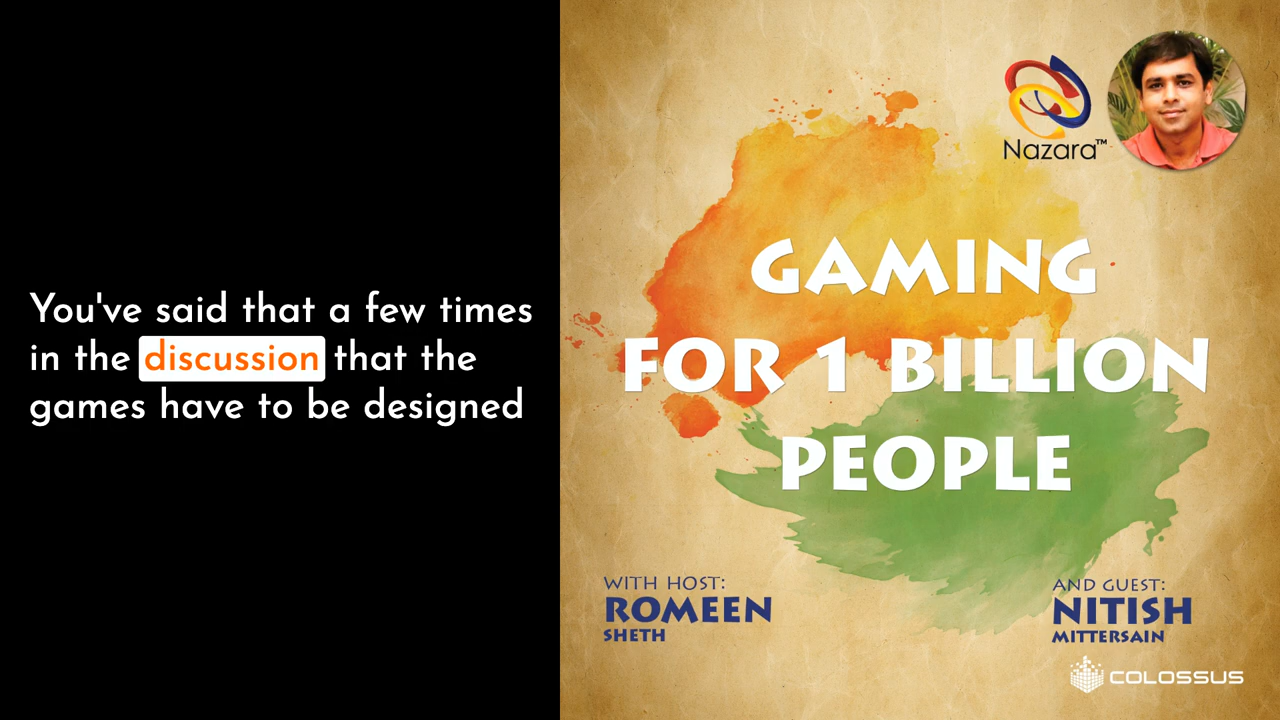 You've said that a few times
in the discussion that the
games have to be designed
Nazara™
GAMING
FOR 1 BILLION
PEOPLE
WITH HOST:
ROMEEN
SHETH
AND GUEST:
NITISH
MITTERSAIN
COLOSSUS